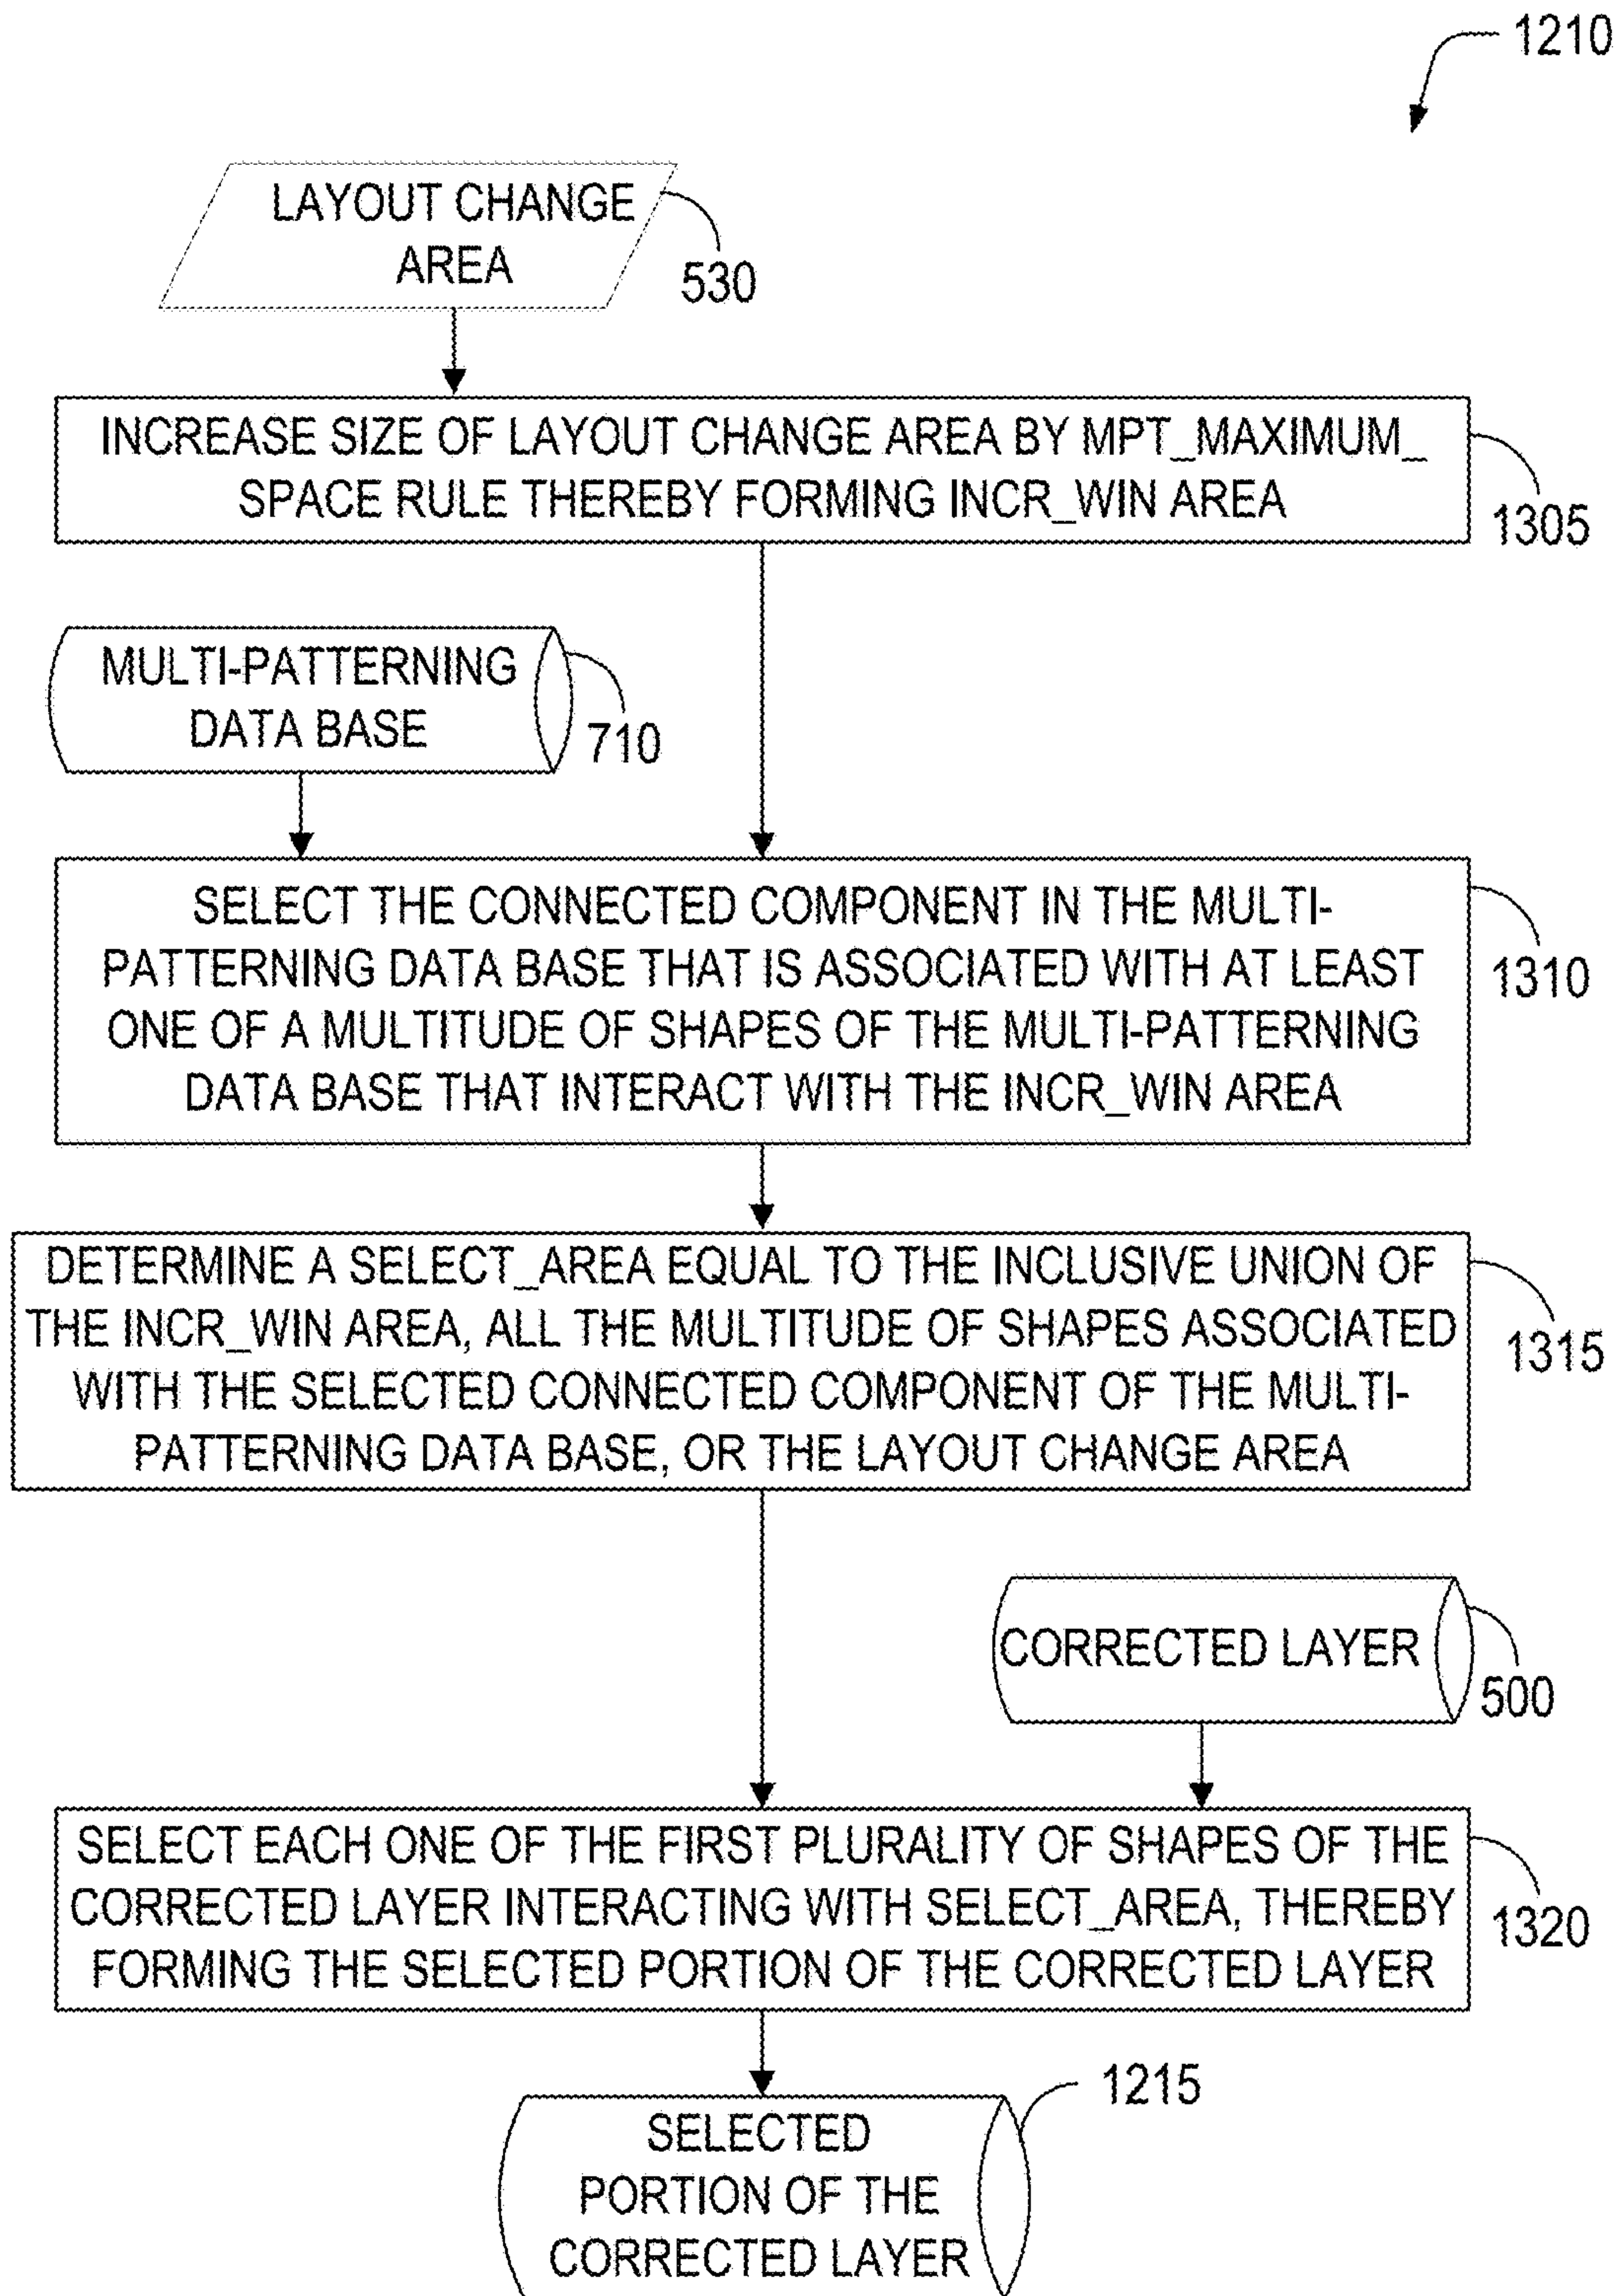 1210
LAYOUT CHANGE
AREA
530
INCREASE SIZE OF LAYOUT CHANGE AREA BY MPT_MAXIMUM_
SPACE RULE THEREBY FORMING INCR_WIN AREA
1305
MULTI-PATTERNING
DATA BASE
710
SELECT THE CONNECTED COMPONENT IN THE MULTI-
PATTERNING DATA BASE THAT IS ASSOCIATED WITH AT LEAST
ONE OF A MULTITUDE OF SHAPES OF THE MULTI-PATTERNING
DATA BASE THAT INTERACT WITH THE INCR_WIN AREA
1310
DETERMINE A SELECT_AREA EQUAL TO THE INCLUSIVE UNION OF
THE INCR_WIN AREA, ALL THE MULTITUDE OF SHAPES ASSOCIATED
WITH THE SELECTED CONNECTED COMPONENT OF THE MULTI-
PATTERNING DATA BASE, OR THE LAYOUT CHANGE AREA
1315
CORRECTED LAYER
500
SELECT EACH ONE OF THE FIRST PLURALITY OF SHAPES OF THE
CORRECTED LAYER INTERACTING WITH SELECT_AREA, THEREBY
FORMING THE SELECTED PORTION OF THE CORRECTED LAYER
1320
1215
SELECTED
PORTION OF THE
CORRECTED LAYER